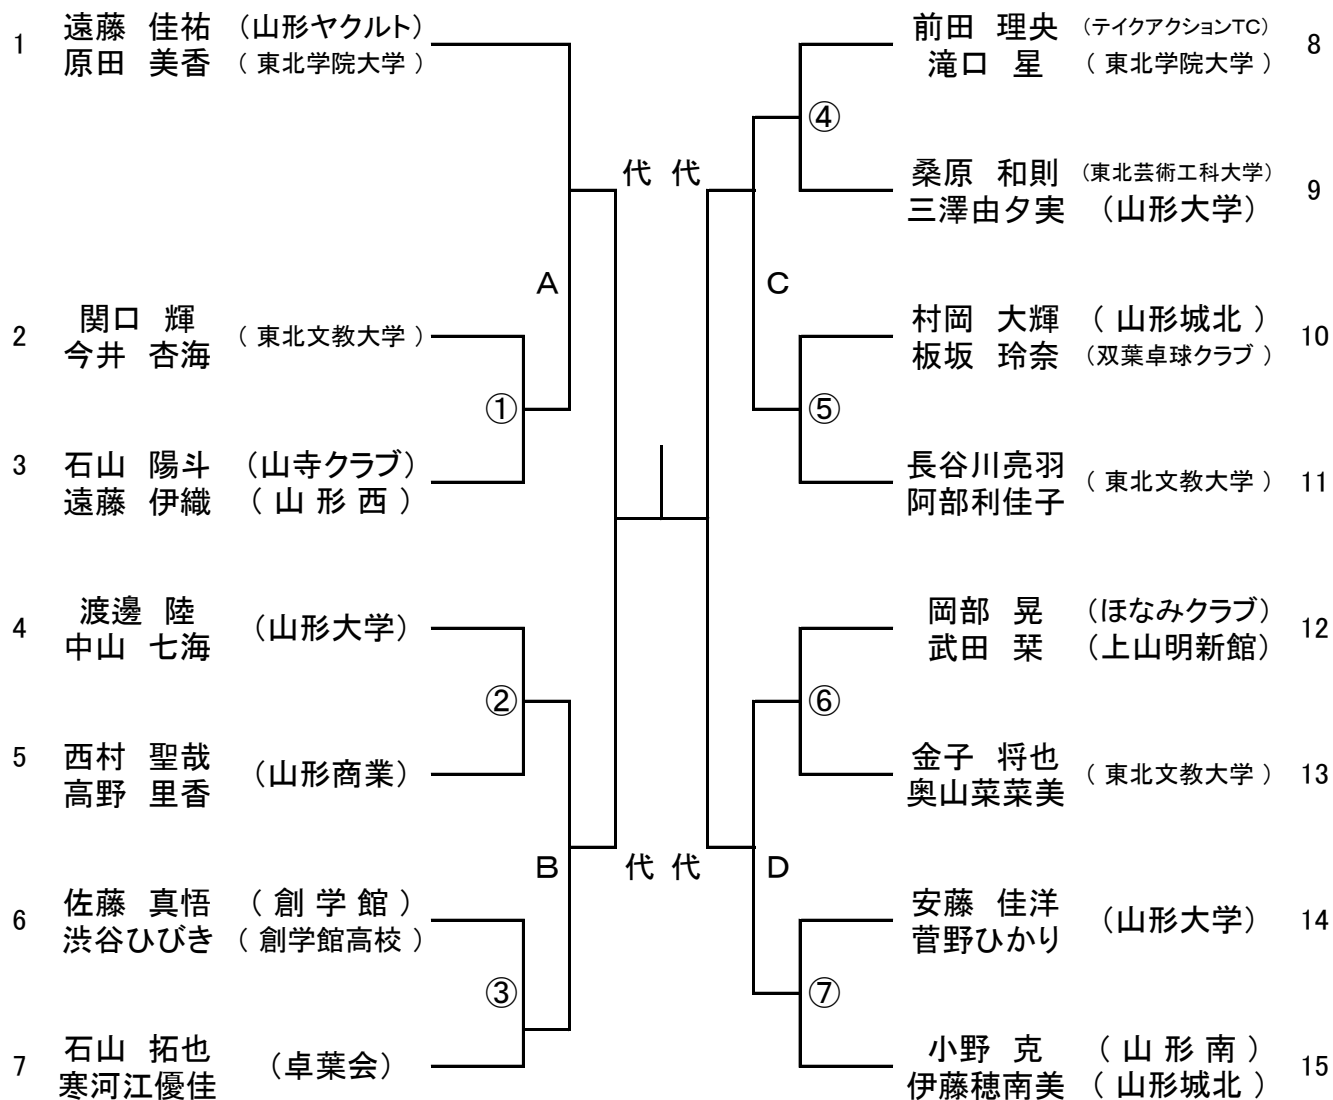 1 遠藤 佳祐 (山形ヤクルト)
原田 美香 (東北学院大学)
2 関口 輝 (東北文教大学)
今井 杏海
3 石山 陽斗 (山寺クラブ)
遠藤 伊織 (山形西)
4 渡邊 陸 (山形大学)
中山 七海
5 西村 聖哉 (山形商業)
高野 里香
6 佐藤 真悟 (創学館)
渋谷ひびき (創学館高校)
7 石山 拓也 (卓葉会)
寒河江優佳
①
②
③
A
B
代 代
代 代
C
D
④
⑤
⑥
⑦
前田 理央 (テイクアクションTC) 8
滝口 星 (東北学院大学)
桑原 和則 (東北芸術工科大学) 9
三澤由夕実 (山形大学)
村岡 大輝 (山形城北) 10
板坂 玲奈 (双葉卓球クラブ)
長谷川亮羽 (東北文教大学) 11
阿部利佳子
岡部 晃 (ほなみクラブ) 12
武田 栞 (上山明新館)
金子 将也 (東北文教大学) 13
奥山菜菜美
安藤 佳洋 (山形大学) 14
菅野ひかり
小野 克 (山形南) 15
伊藤穂南美 (山形城北)